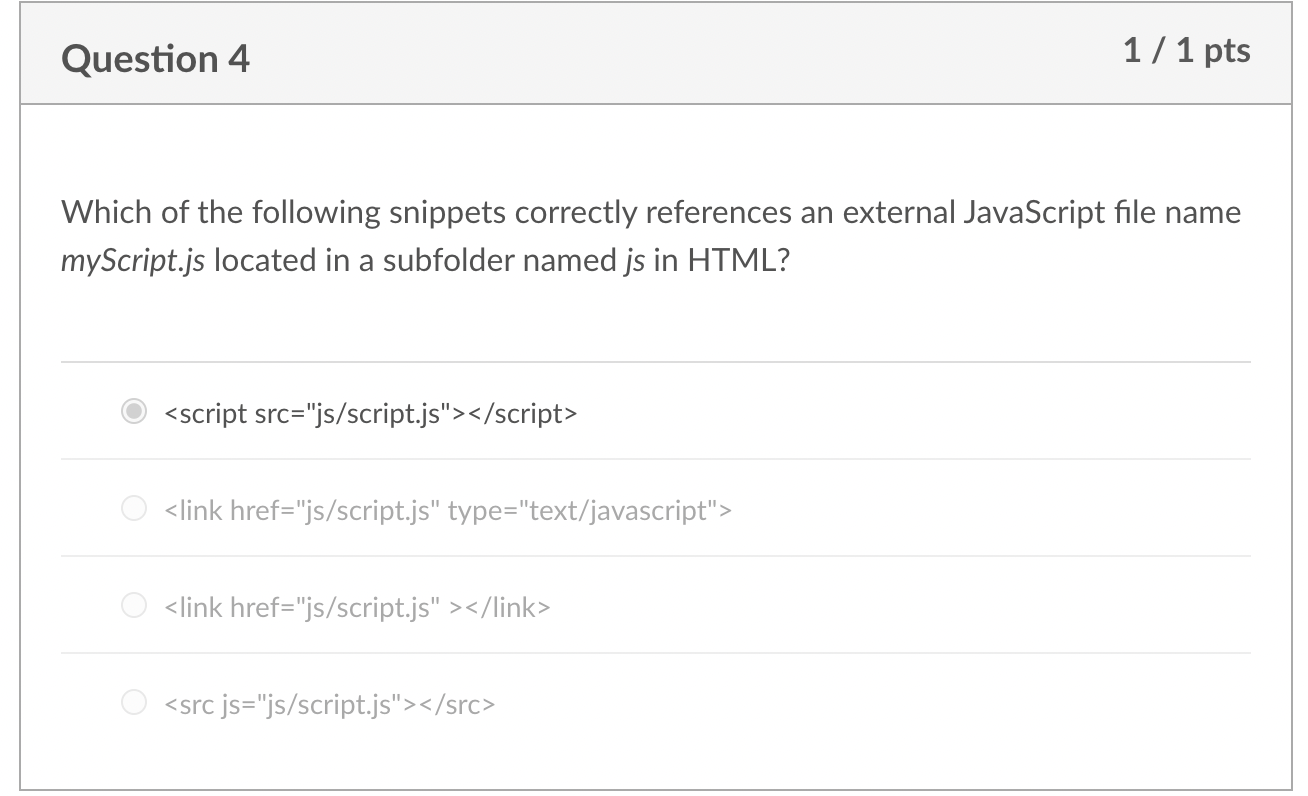 Question 4
1 / 1 pts
Which of the following snippets correctly references an external JavaScript file name
myScript.js located in a subfolder named js in HTML?
<script src="js/script.js"></script>
<link href="js/script.js" type="text/javascript">
<link href="js/script.js" ></link>
<src js="js/script.js"></src>